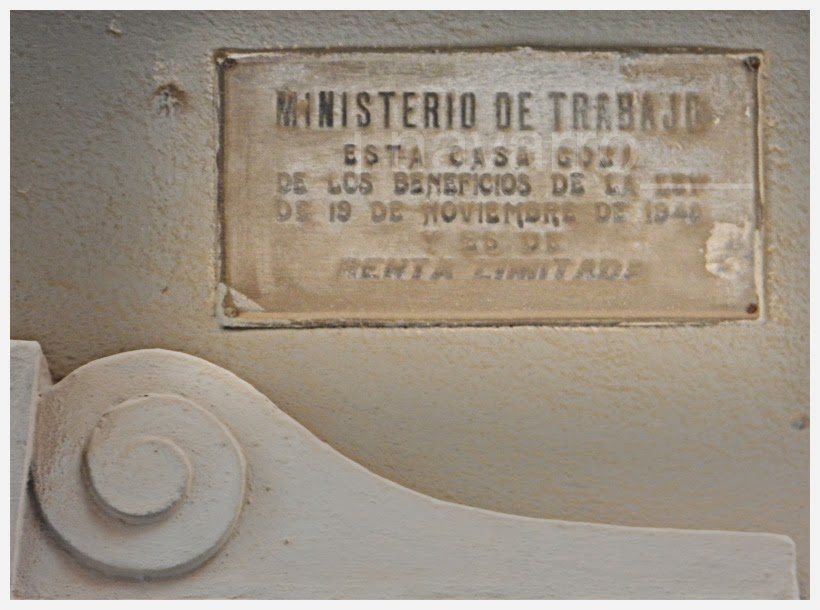 MINISTERIO DE TRABAJO
ESTA CASA GOZA
DE LOS BENEFICIOS DE LA LEY
DE 19 DE NOVIEMBRE DE 1948
Y ES DE
RENTA LIMITADA